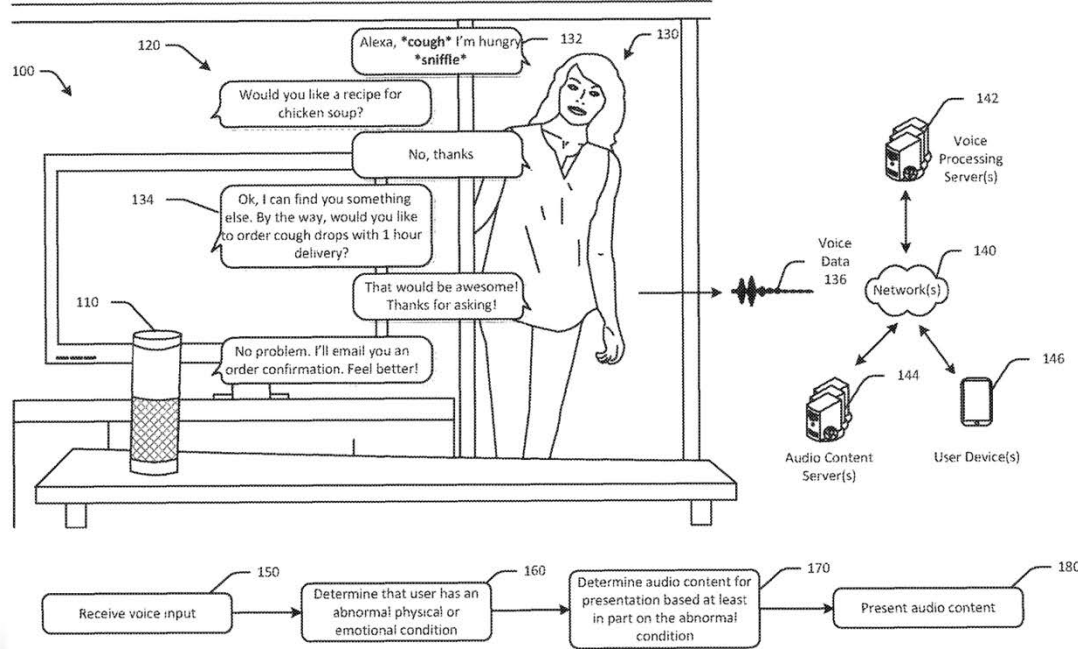 100
120
Alexa, *cough* I'm hungry
*sniffle*
132
130
Would you like a recipe for
chicken soup?
No, thanks
134
Ok, I can find you something
else. By the way, would you like
to order cough drops with 1 hour
delivery?
That would be awesome!
Thanks for asking!
110
No problem. I'll email you an
order confirmation. Feel better!
Voice
Data
136
142
Voice
Processing
Server(s)
140
Network(s)
144
Audio Content
Server(s)
146
User Device(s)
150
Receive voice input
160
Determine that user has an
abnormal physical or
emotional condition
170
Determine audio content for
presentation based at least
in part on the abnormal
condition
180
Present audio content